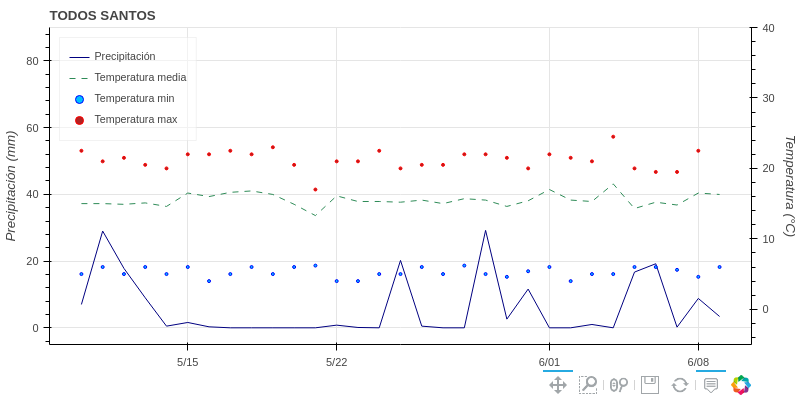 TODOS SANTOS
Precipitación
Temperatura media
Temperatura min
Temperatura max
Precipitación (mm)
80
60
40
20
0
40
30
20
10
0
Temperatura (°C)
5/15
5/22
6/01
6/08